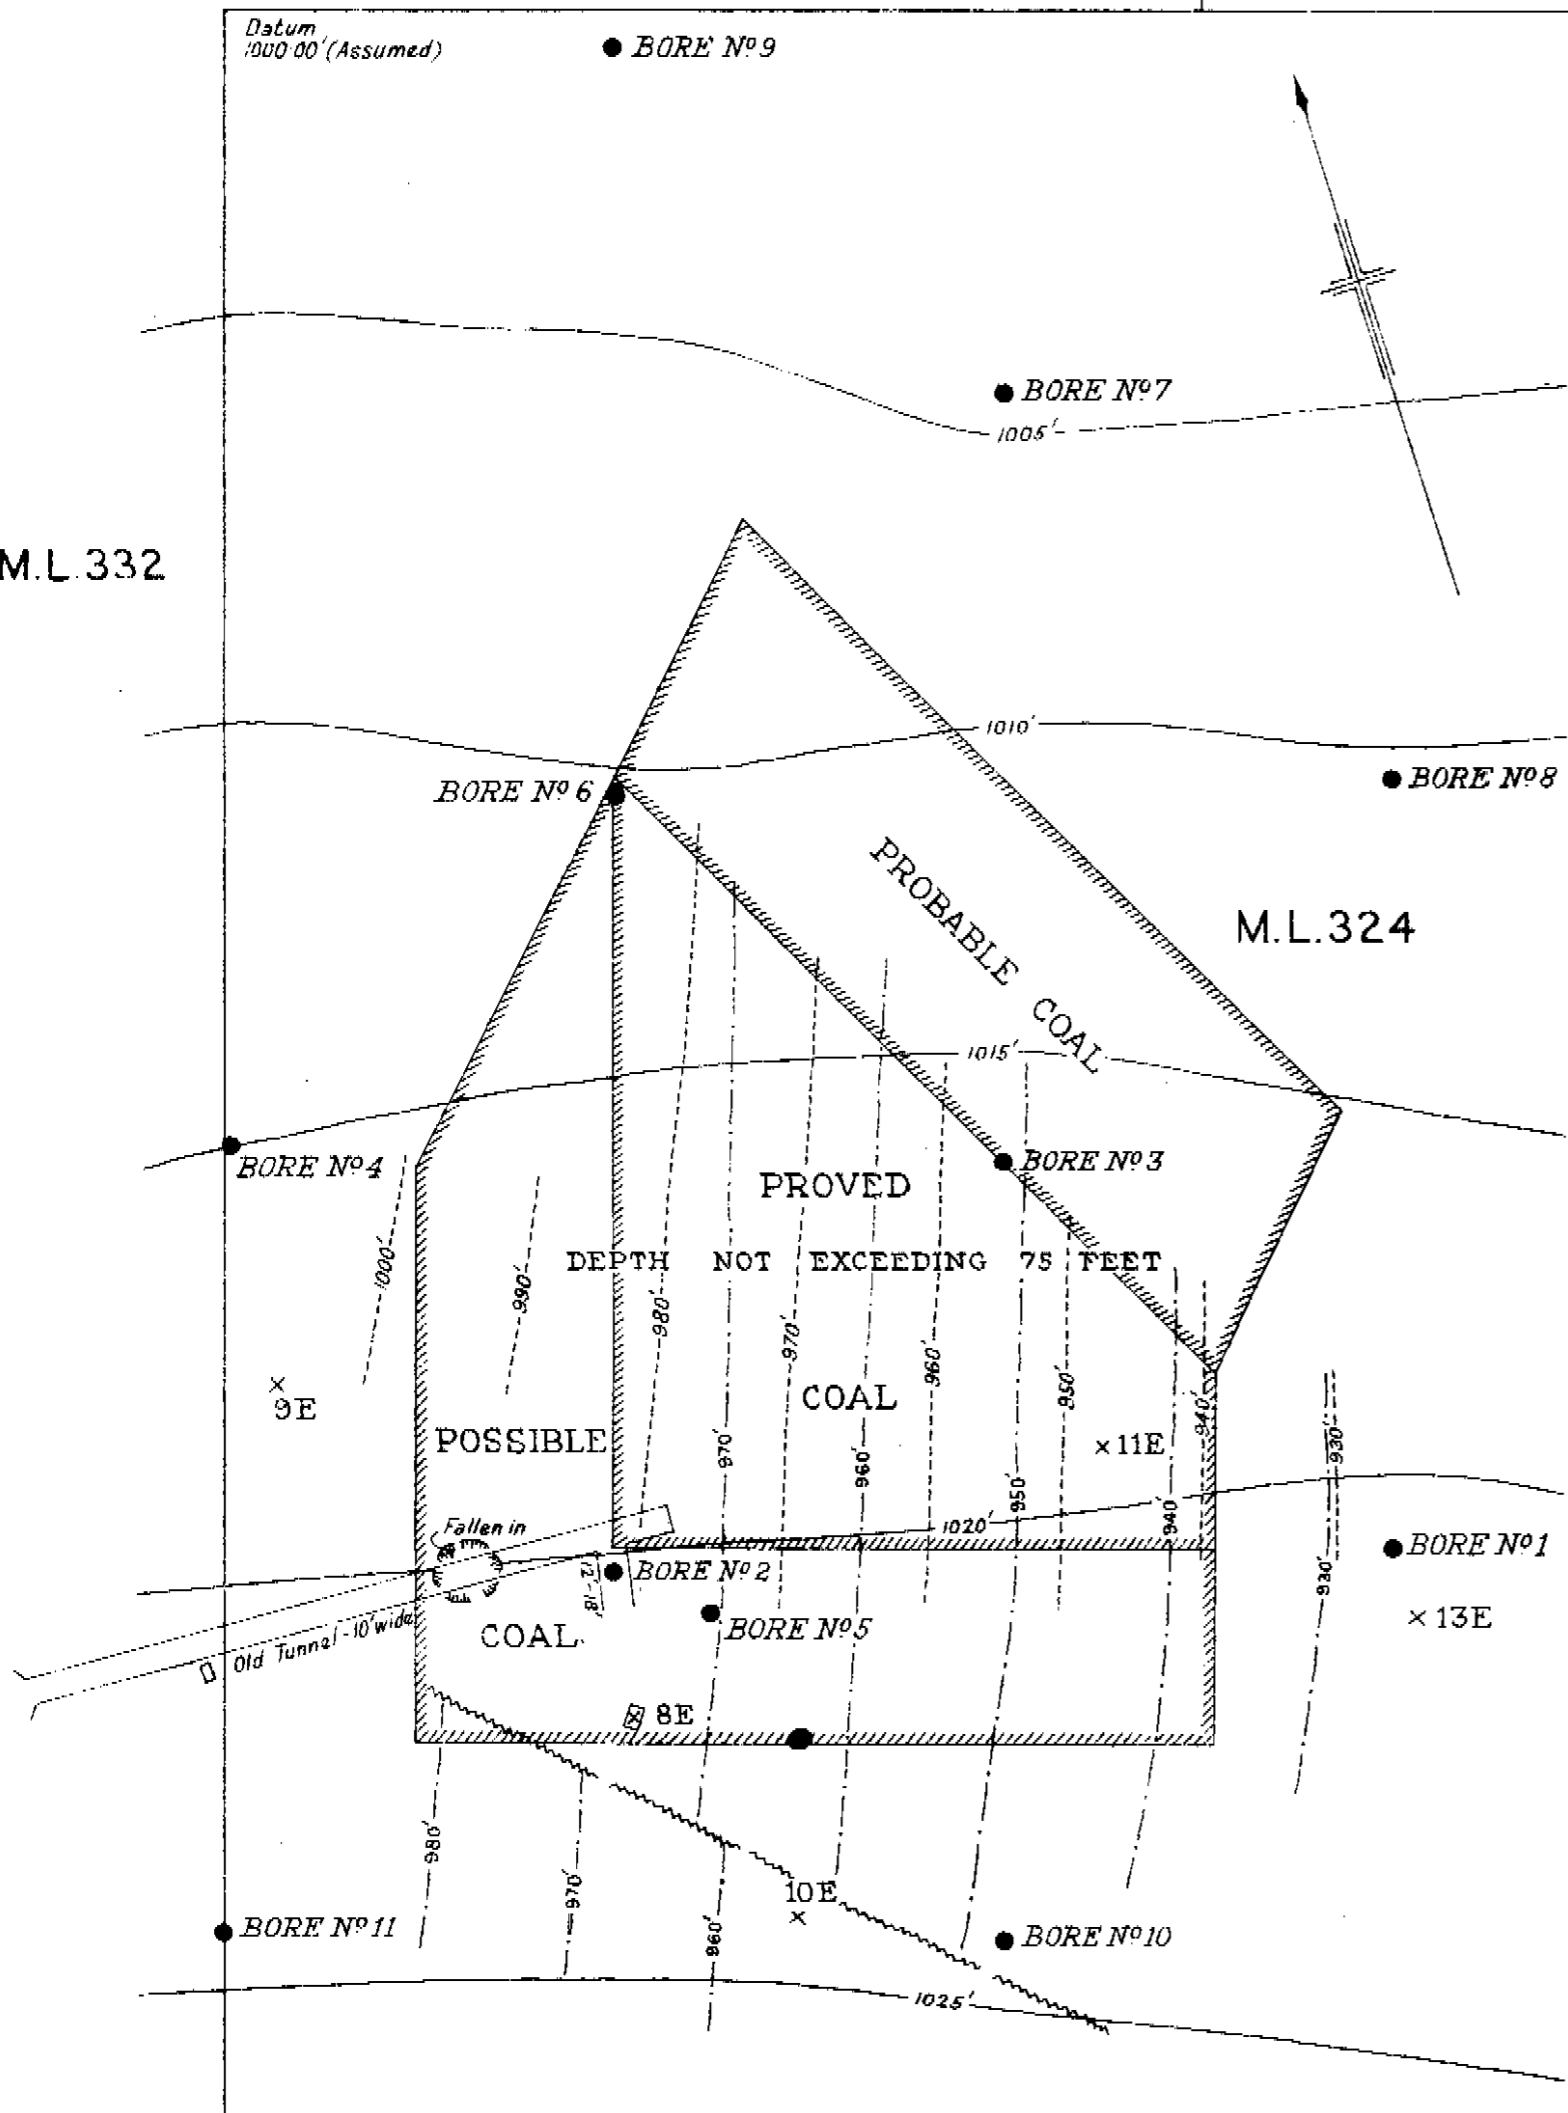 Datum
1000·00' (Assumed)
BORE Nº 9
BORE Nº 7
1005'
M.L. 332
1010'
BORE Nº 6
BORE Nº 8
PROBABLE COAL
M.L. 324
1015'
BORE Nº 4
BORE Nº 3
PROVED
1000'
990'
DEPTH NOT EXCEEDING 75 FEET
980'
970'
960'
950'
940'
930'
9E
COAL
POSSIBLE
11E
970'
960'
950'
940
930'
Fallen in
1020'
BORE Nº 1
BORE Nº 2
13E
Old Tunnel - 10' wide
COAL
BORE Nº 5
8E
980'
970'
960'
10E
BORE Nº 11
BORE Nº 10
1025'